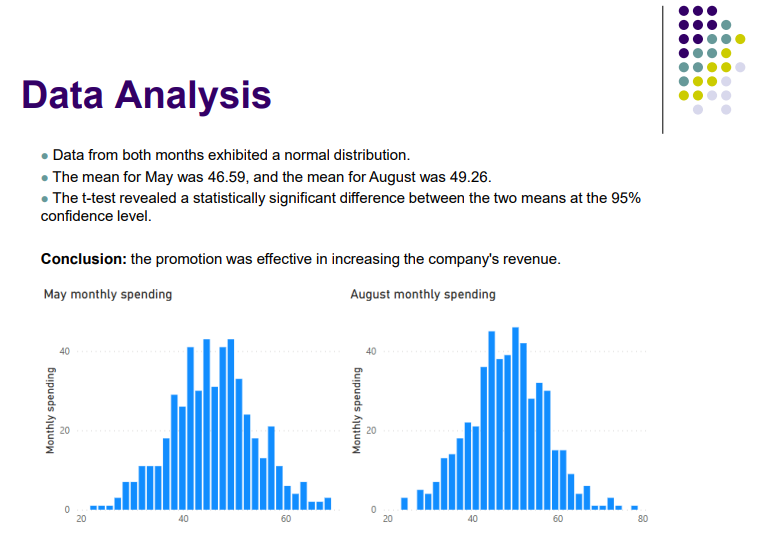 Data Analysis
● Data from both months exhibited a normal distribution.
● The mean for May was 46.59, and the mean for August was 49.26.
● The t-test revealed a statistically significant difference between the two means at the 95%
confidence level.
Conclusion: the promotion was effective in increasing the company's revenue.
May monthly spending
Monthly spending
40
20
0
20 40 60
August monthly spending
Monthly spending
40
20
0
20 40 60 80